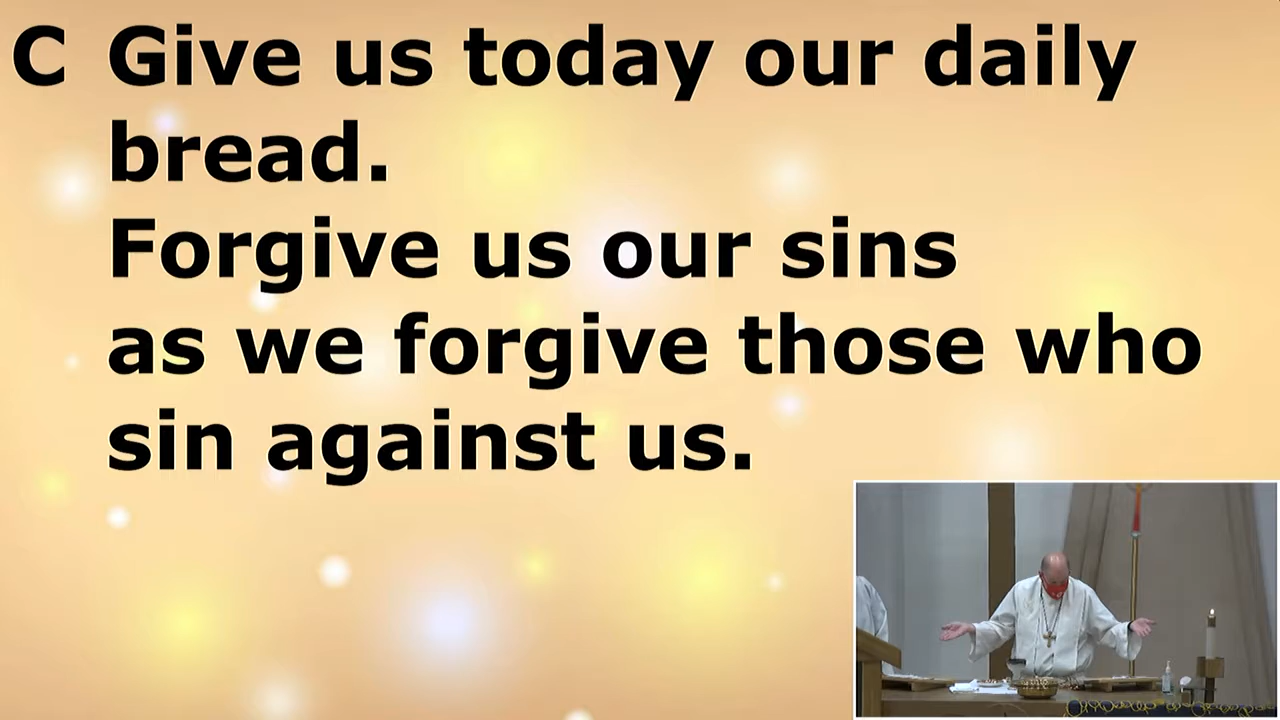 C Give us today our daily
bread.
Forgive us our sins
as we forgive those who
sin against us.